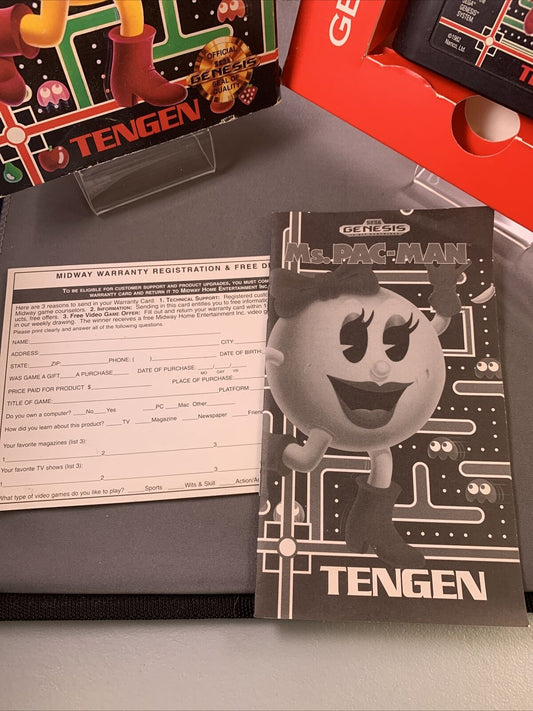 OFFICIAL
SEGA
GENESIS
SEAL OF
QUALITY
TENGEN
GE
SEGA
GENESIS
SYSTEM
©1982
Namco, Ltd.
TEN
MIDWAY WARRANTY REGISTRATION & FREE
TO BE ELIGIBLE FOR CUSTOMER SUPPORT AND PRODUCT UPGRADES, YOU MUST COM
WARRANTY CARD AND RETURN IT TO MIDWAY HOME ENTERTAINMENT INC.
Here are 3 reasons to send in your Warranty Card. 1. TECHNICAL SUPPORT: Registered
Midway game counselors. 2. INFORMATION: Sending in this card entitles you to free
ucts, free offers. 3. FREE VIDEO GAME OFFER: Fill out and return your warranty card within
in our weekly drawing. The winner receives a free Midway Home Entertainment Inc. video
Please print clearly and answer all of the following questions.
NAME CITY
ADDRESS DATE OF BIRTH:
STATE ZIP: PHONE: ( )
WAS GAME A GIFT A PURCHASE DATE OF PURCHASE / /
MO DAY YR
PRICE PAID FOR PRODUCT $ PLACE OF PURCHASE
TITLE OF GAME: PLATFORM
Do you own a computer? No Yes PC Mac Other
How did you learn about this product? TV Magazine Newspaper Frien
Your favorite magazines (list 3):
1 2 3
Your favorite TV shows (list 3):
1 2 3
What type of video games do you like to play? Sports Wits & Skill
SEGA
GENESIS
Ms. PAC-MAN
TENGEN